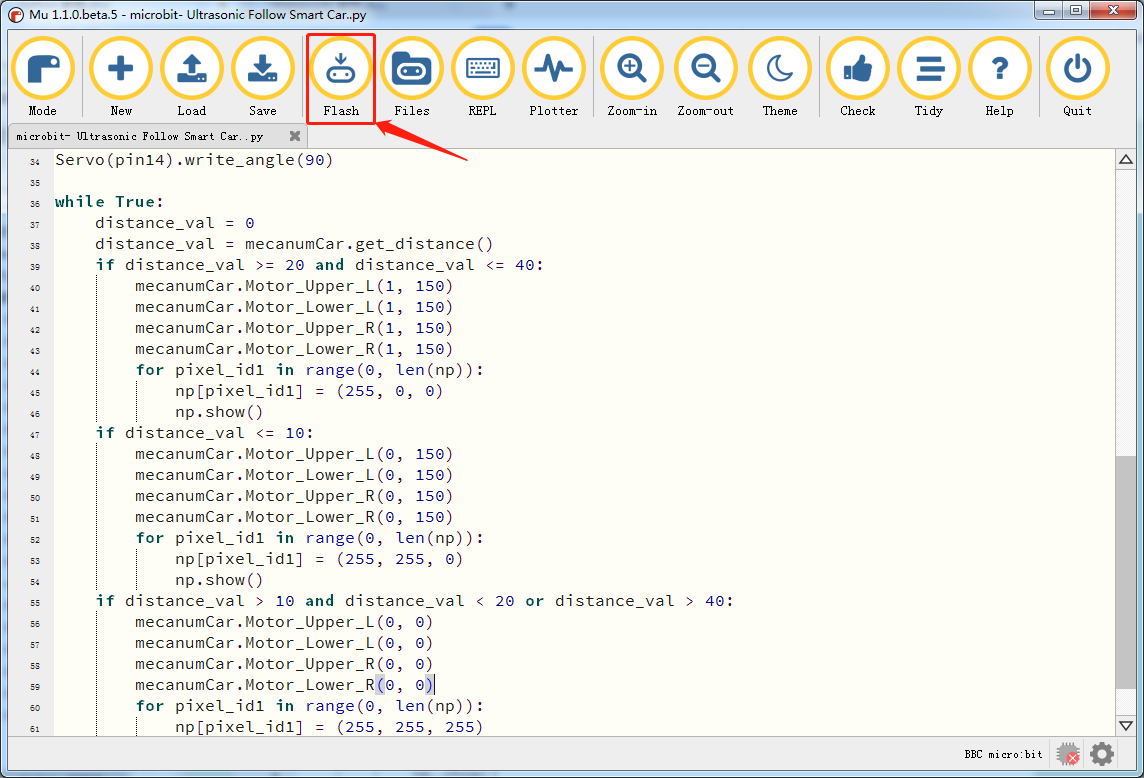 Mu 1.1.0.beta.5 - microbit- Ultrasonic Follow Smart Car..py
Mode New Load Save Flash Files REPL Plotter Zoom-in Zoom-out Theme Check Tidy Help Quit
microbit- Ultrasonic Follow Smart Car..py
34 Servo(pin14).write_angle(90)
35
36 while True:
37     distance_val = 0
38     distance_val = mecanumCar.get_distance()
39     if distance_val >= 20 and distance_val <= 40:
40         mecanumCar.Motor_Upper_L(1, 150)
41         mecanumCar.Motor_Lower_L(1, 150)
42         mecanumCar.Motor_Upper_R(1, 150)
43         mecanumCar.Motor_Lower_R(1, 150)
44         for pixel_id1 in range(0, len(np)):
45             np[pixel_id1] = (255, 0, 0)
46             np.show()
47     if distance_val <= 10:
48         mecanumCar.Motor_Upper_L(0, 150)
49         mecanumCar.Motor_Lower_L(0, 150)
50         mecanumCar.Motor_Upper_R(0, 150)
51         mecanumCar.Motor_Lower_R(0, 150)
52         for pixel_id1 in range(0, len(np)):
53             np[pixel_id1] = (255, 255, 0)
54             np.show()
55     if distance_val > 10 and distance_val < 20 or distance_val > 40:
56         mecanumCar.Motor_Upper_L(0, 0)
57         mecanumCar.Motor_Lower_L(0, 0)
58         mecanumCar.Motor_Upper_R(0, 0)
59         mecanumCar.Motor_Lower_R(0, 0)
60         for pixel_id1 in range(0, len(np)):
61             np[pixel_id1] = (255, 255, 255)
BBC micro:bit